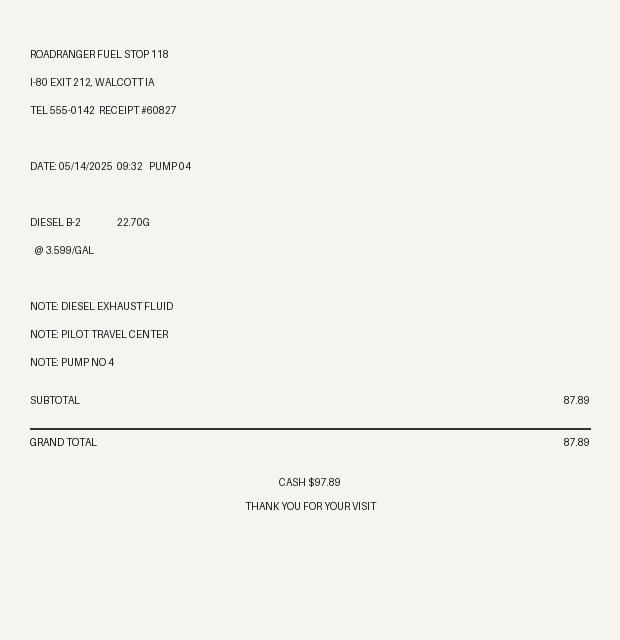 ROADRANGER FUEL STOP 118
I-80 EXIT 212, WALCOTT IA
TEL 555-0142 RECEIPT #60827
DATE: 05/14/2025 09:32 PUMP 04
DIESEL B-2 22.70G
@ 3.599/GAL
NOTE: DIESEL EXHAUST FLUID
NOTE: PILOT TRAVEL CENTER
NOTE: PUMP NO 4
SUBTOTAL 87.89
GRAND TOTAL 87.89
CASH $97.89
THANK YOU FOR YOUR VISIT